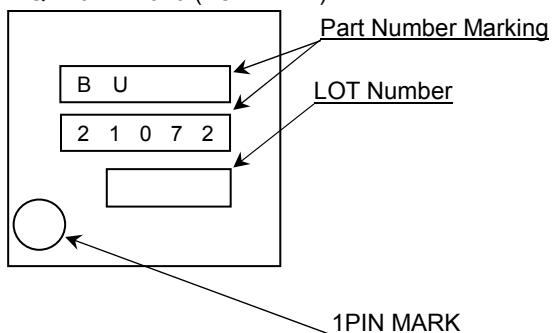 Part Number Marking
B U
LOT Number
2 1 0 7 2
1PIN MARK